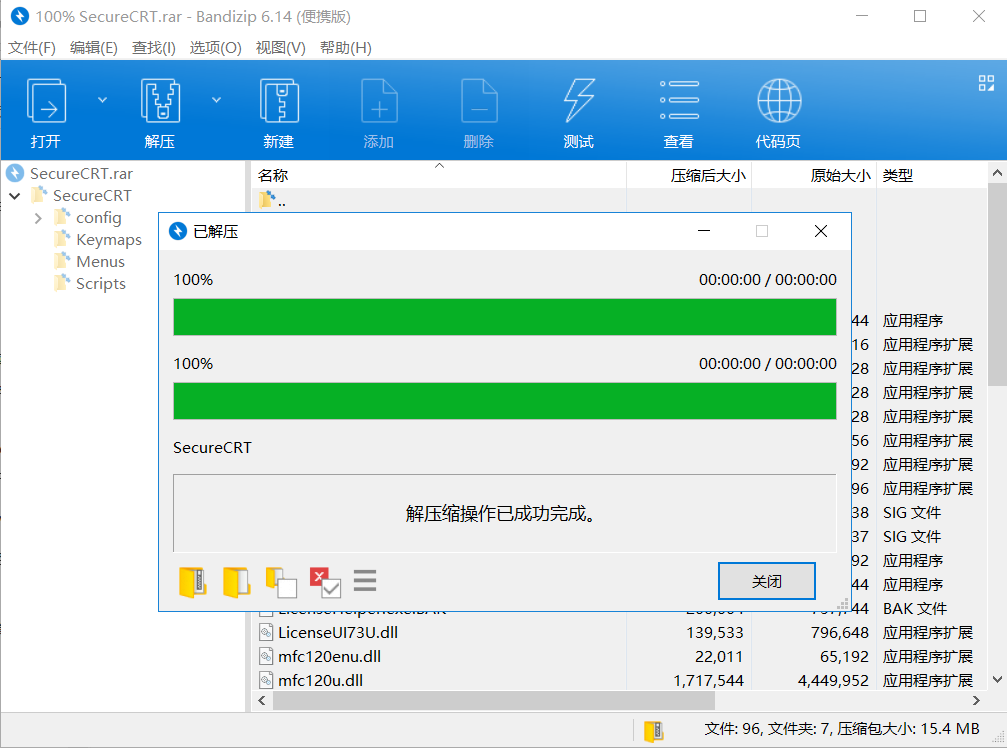 100% SecureCRT.rar - Bandizip 6.14 (便携版)
文件(F) 编辑(E) 查找(I) 选项(O) 视图(V) 帮助(H)
打开 解压 新建 添加 删除 测试 查看 代码页
SecureCRT.rar
SecureCRT
config
Keymaps
Menus
Scripts
名称 压缩后大小 原始大小 类型
..
已解压
100% 00:00:00 / 00:00:00
100% 00:00:00 / 00:00:00
SecureCRT
解压缩操作已成功完成。
关闭
44 应用程序
16 应用程序扩展
28 应用程序扩展
28 应用程序扩展
28 应用程序扩展
56 应用程序扩展
92 应用程序扩展
96 应用程序扩展
38 SIG 文件
37 SIG 文件
92 应用程序
44 应用程序
44 BAK 文件
LicenseUI73U.dll 139,533 796,648 应用程序扩展
mfc120enu.dll 22,011 65,192 应用程序扩展
mfc120u.dll 1,717,544 4,449,952 应用程序扩展
文件: 96, 文件夹: 7, 压缩包大小: 15.4 MB